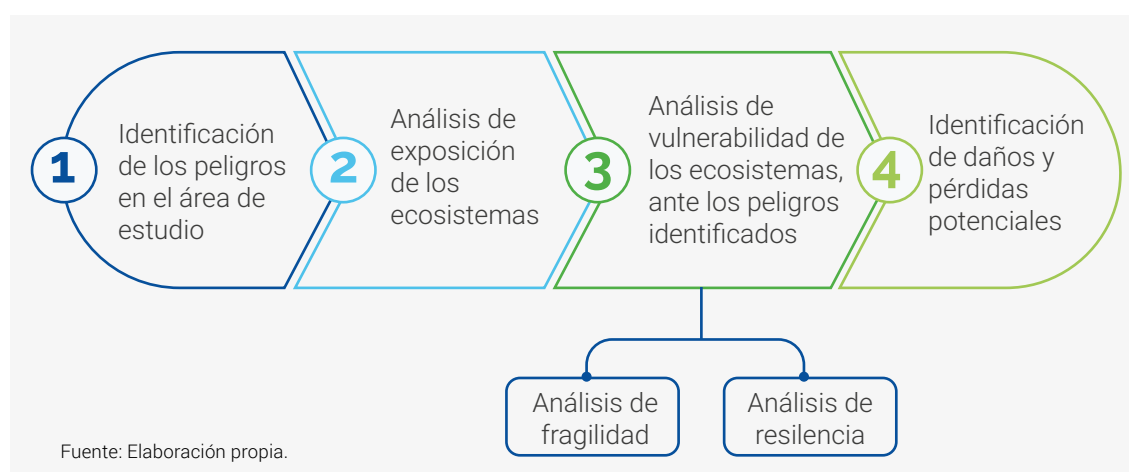 1
Identificación
de los peligros
en el área de
estudio
2
Análisis de
exposición
de los
ecosistemas
3
Análisis de
vulnerabilidad de
los ecosistemas,
ante los peligros
identificados
4
Identificación
de daños y
pérdidas
potenciales
Análisis de
fragilidad
Análisis de
resilencia
Fuente: Elaboración propia.